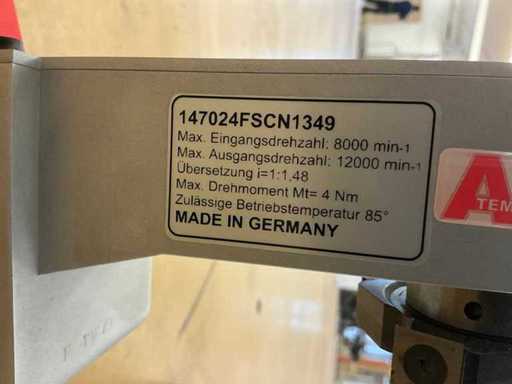 147024FSCN1349
Max. Eingangsdrehzahl: 8000 min-1
Max. Ausgangsdrehzahl: 12000 min-1
Übersetzung i=1:1,48
Max. Drehmoment Mt= 4 Nm
Zulässige Betriebstemperatur 85°
MADE IN GERMANY
A
TEM